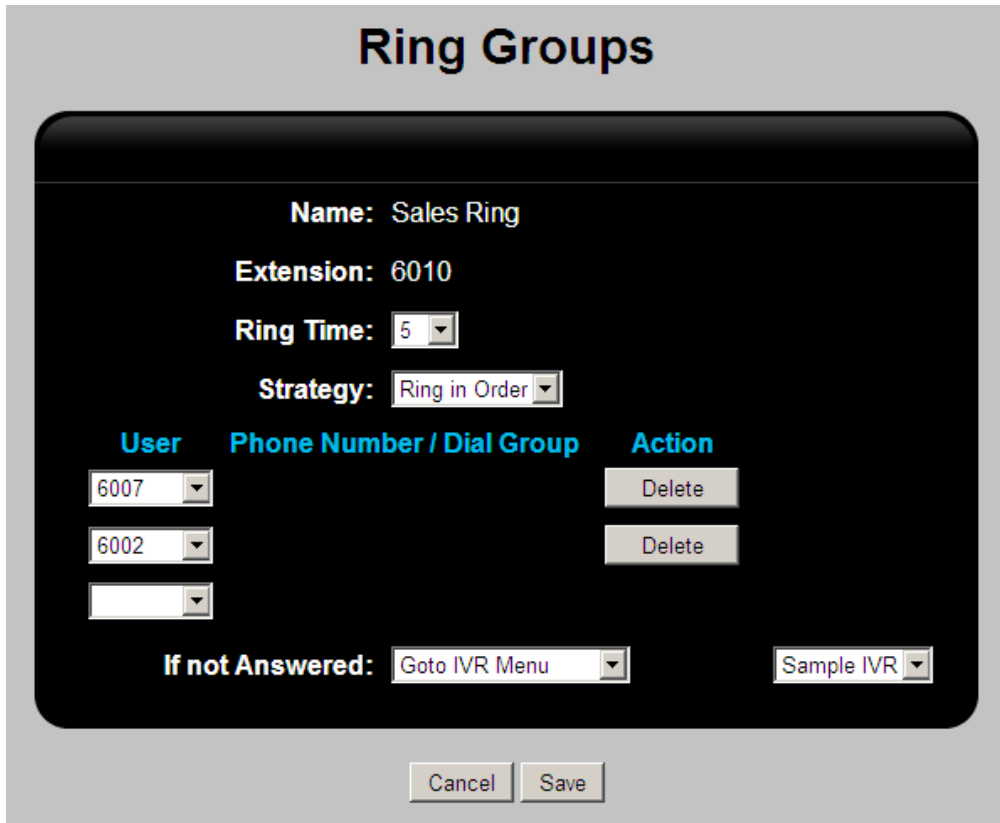 Ring Groups
Name: Sales Ring
Extension: 6010
Ring Time: 5
Strategy: Ring in Order
User Phone Number / Dial Group Action
6007 Delete
6002 Delete
If not Answered: Goto IVR Menu Sample IVR
Cancel Save